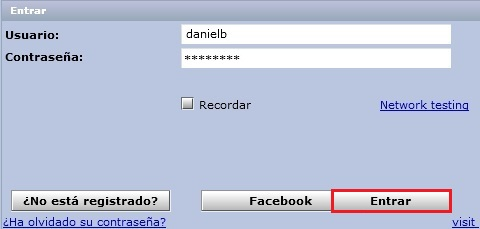 Entrar
Usuario: danielb
Contraseña: ********
Recordar Network testing
¿No está registrado? Facebook Entrar
¿Ha olvidado su contraseña? visit